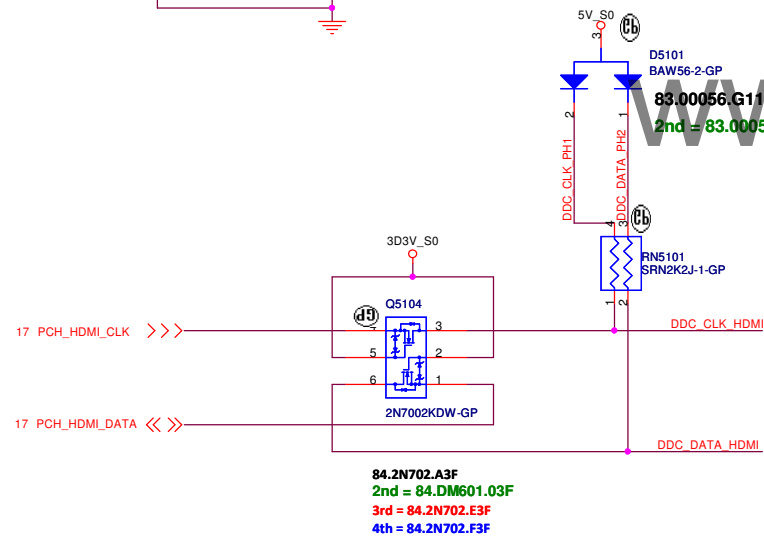 5V_S0
3
D5101
BAW56-2-GP
83.00056.G11
2nd = 83.0005
2
1
DDC_CLK_PH1
DDC_DATA_PH2
4
3
RN5101
SRN2K2J-1-GP
1
2
3D3V_S0
Q5104
GP
17 PCH_HDMI_CLK
4
3
DDC_CLK_HDMI
5
2
6
1
2N7002KDW-GP
17 PCH_HDMI_DATA
DDC_DATA_HDMI
84.2N702.A3F
2nd = 84.DM601.03F
3rd = 84.2N702.E3F
4th = 84.2N702.F3F